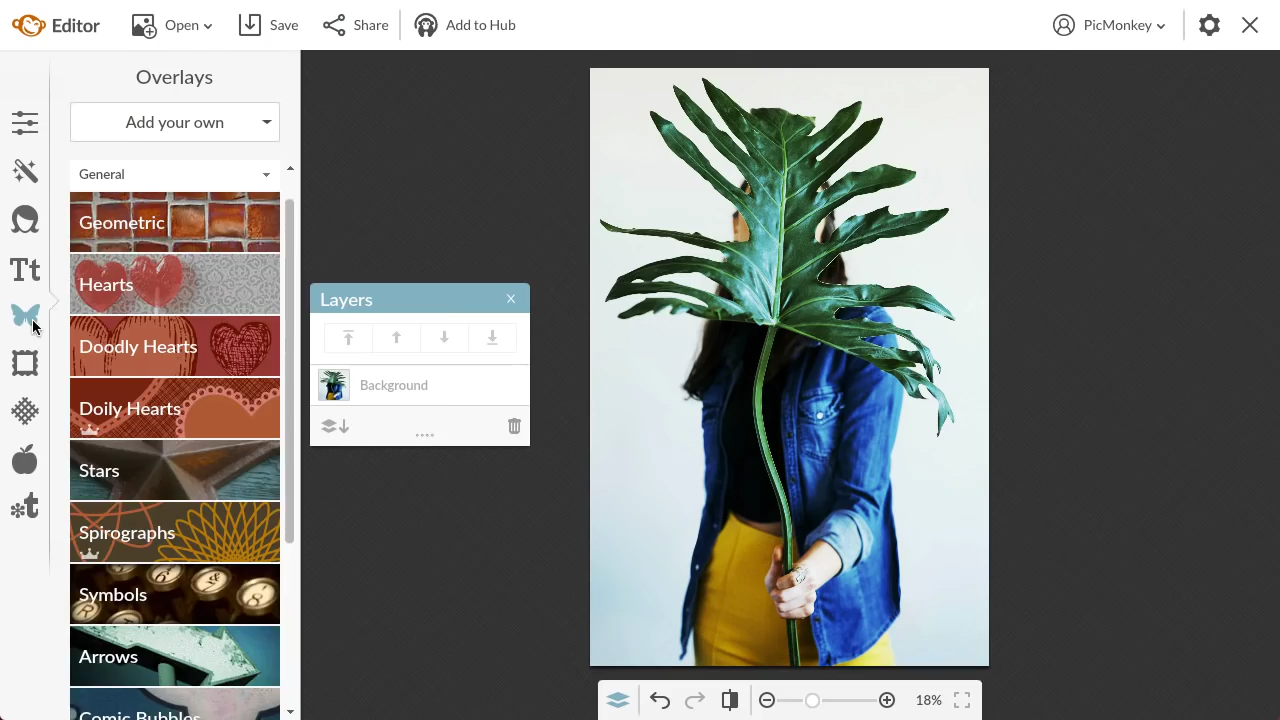 Editor
Open
Save
Share
Add to Hub
PicMonkey
Overlays
Add your own
General
Geometric
Hearts
Doodly Hearts
Doily Hearts
Stars
Spirographs
Symbols
Arrows
Comic Bubbles
Tt
t
Layers
Background
18%